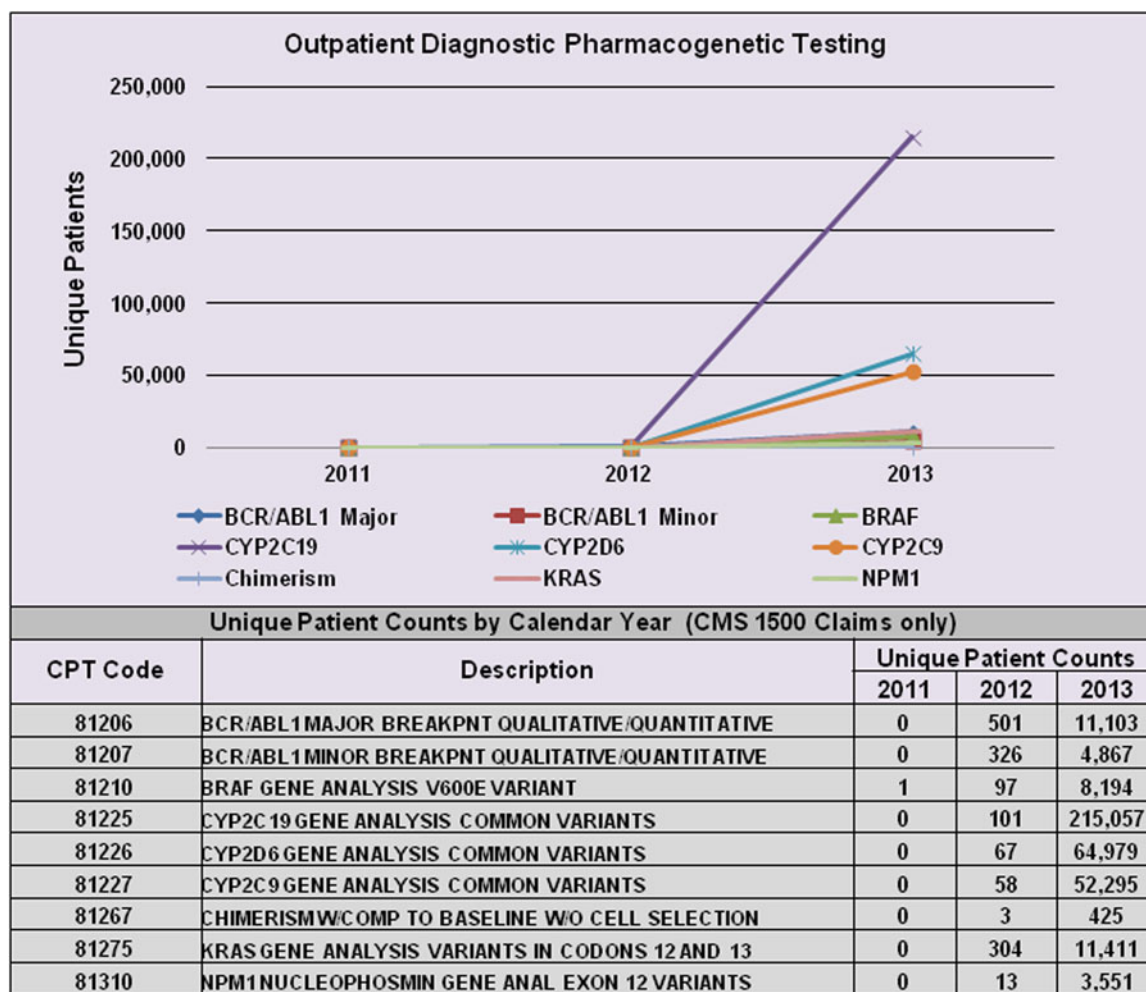 Outpatient Diagnostic Pharmacogenetic Testing
Unique Patients
250,000
200,000
150,000
100,000
50,000
0
2011 2012 2013
BCR/ABL1 Major BCR/ABL1 Minor BRAF
CYP2C19 CYP2D6 CYP2C9
Chimerism KRAS NPM1
Unique Patient Counts by Calendar Year (CMS 1500 Claims only)
CPT Code Description Unique Patient Counts
2011 2012 2013
81206 BCR/ABL1 MAJOR BREAKPNT QUALITATIVE/QUANTITATIVE 0 501 11,103
81207 BCR/ABL1 MINOR BREAKPNT QUALITATIVE/QUANTITATIVE 0 326 4,867
81210 BRAF GENE ANALYSIS V600E VARIANT 1 97 8,194
81225 CYP2C19 GENE ANALYSIS COMMON VARIANTS 0 101 215,057
81226 CYP2D6 GENE ANALYSIS COMMON VARIANTS 0 67 64,979
81227 CYP2C9 GENE ANALYSIS COMMON VARIANTS 0 58 52,295
81267 CHIMERISM W/COMP TO BASELINE W/O CELL SELECTION 0 3 425
81275 KRAS GENE ANALYSIS VARIANTS IN CODONS 12 AND 13 0 304 11,411
81310 NPM1 NUCLEOPHOSMIN GENE ANAL EXON 12 VARIANTS 0 13 3,551